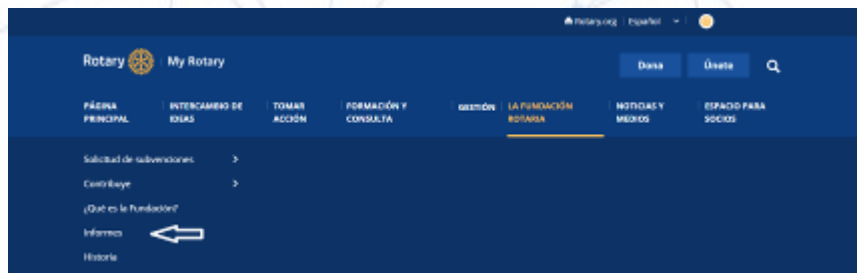 Rotary.org Español
Rotary My Rotary
Dona Únete
PÁGINA PRINCIPAL INTERCAMBIO DE IDEAS TOMAR ACCIÓN FORMACIÓN Y CONSULTA GESTIÓN LA FUNDACIÓN ROTARIA NOTICIAS Y MEDIOS ESPACIO PARA SOCIOS
Solicitud de subvenciones
Contribuye
¿Qué es la Fundación?
Informes
Historia